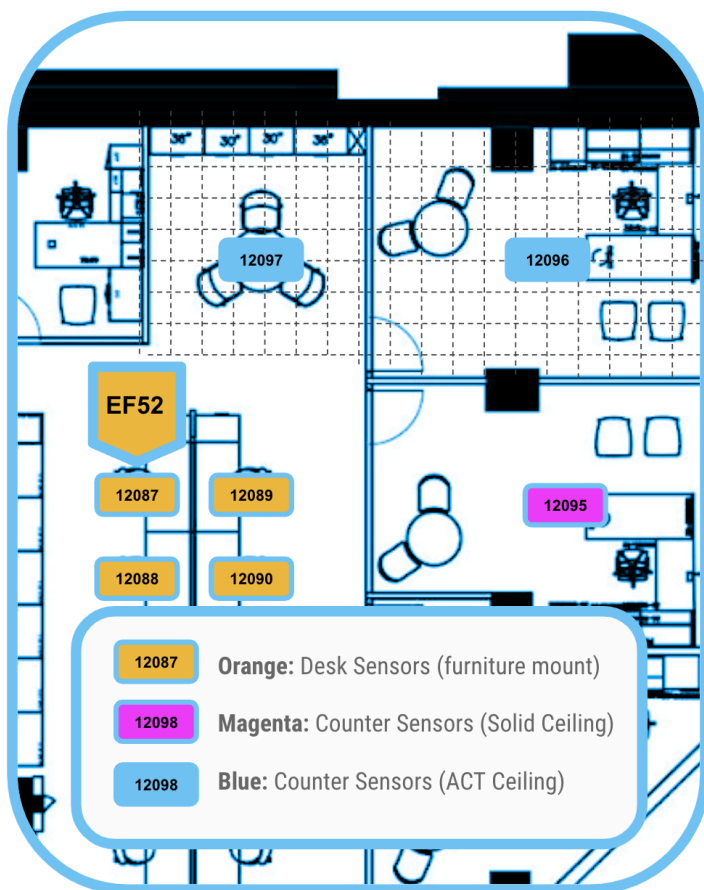 36" 30" 30" 36"
12097
12096
EF52
12087
12089
12095
12088
12090
12087 Orange: Desk Sensors (furniture mount)
12098 Magenta: Counter Sensors (Solid Ceiling)
12098 Blue: Counter Sensors (ACT Ceiling)